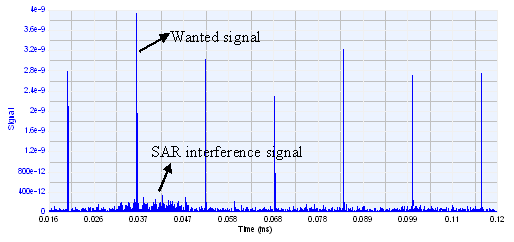 4e-9
3.6e-9
3.2e-9
2.8e-9
2.4e-9
2e-9
1.6e-9
1.2e-9
800e-12
400e-12
0
Signal
Wanted signal
SAR interference signal
0.016
0.026
0.037
0.047
0.058
0.068
0.078
0.089
0.099
0.11
0.12
Time (ms)